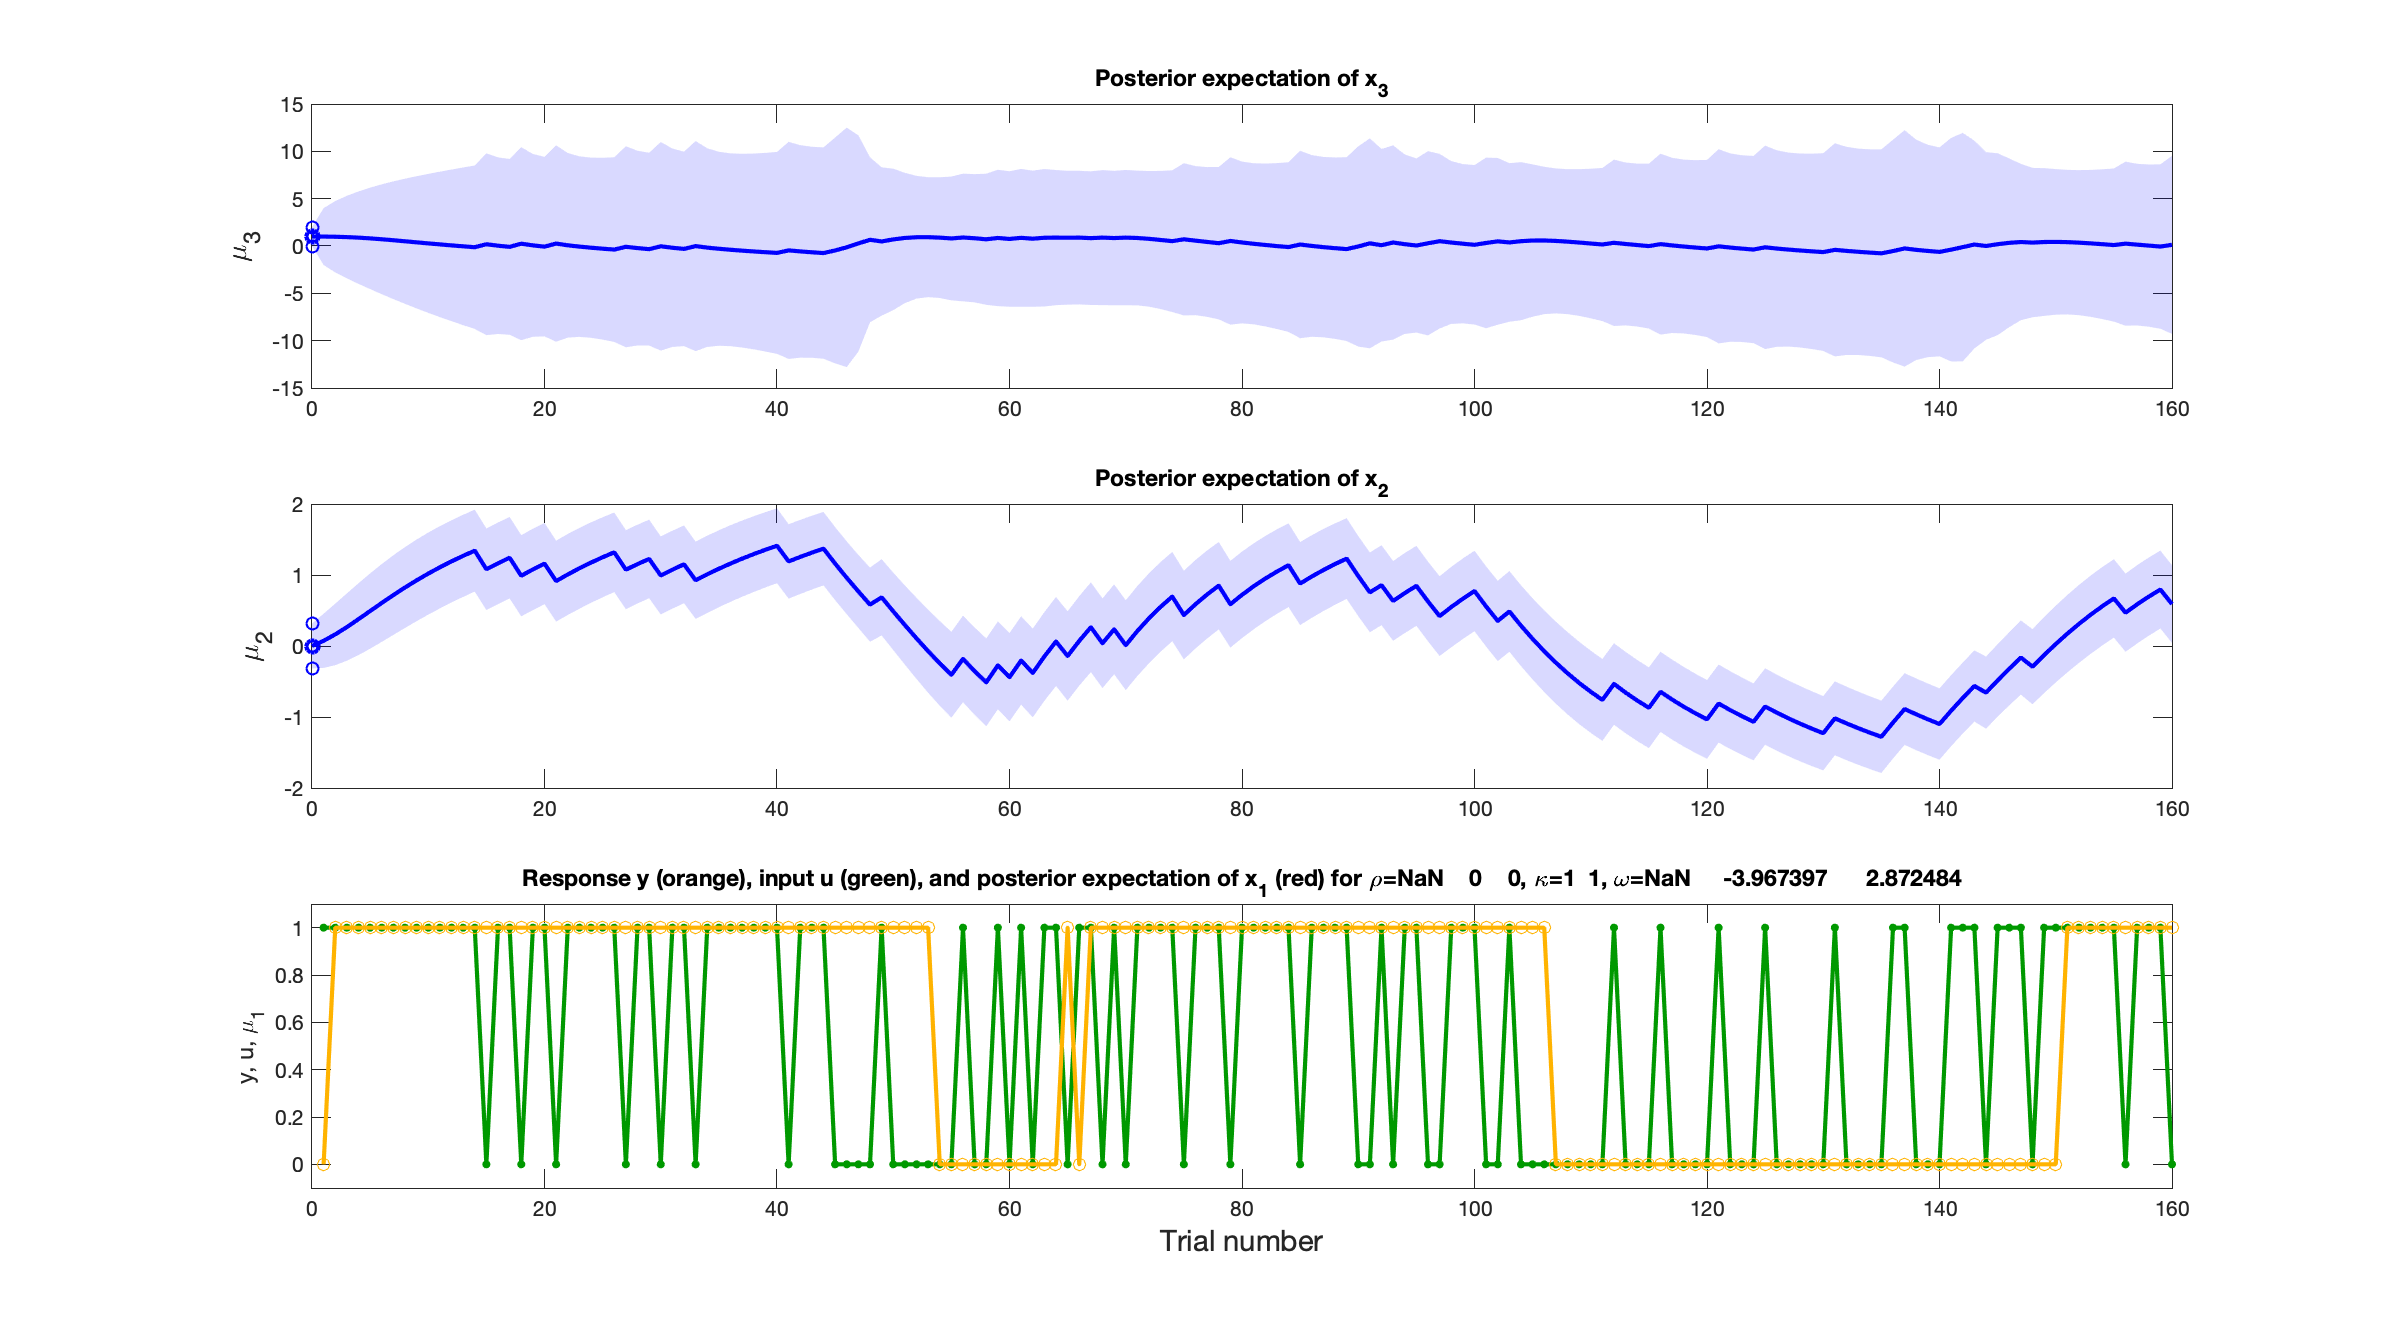 Posterior expectation of x3
15
10
5
0
-5
-10
-15
μ3
0 20 40 60 80 100 120 140 160
Posterior expectation of x2
2
1
0
-1
-2
μ2
0 20 40 60 80 100 120 140 160
Response y (orange), input u (green), and posterior expectation of x1 (red) for ρ=NaN 0 0, κ=1 1, ω=NaN -3.967397 2.872484
1
0.8
0.6
0.4
0.2
0
y, u, μ1
0 20 40 60 80 100 120 140 160
Trial number